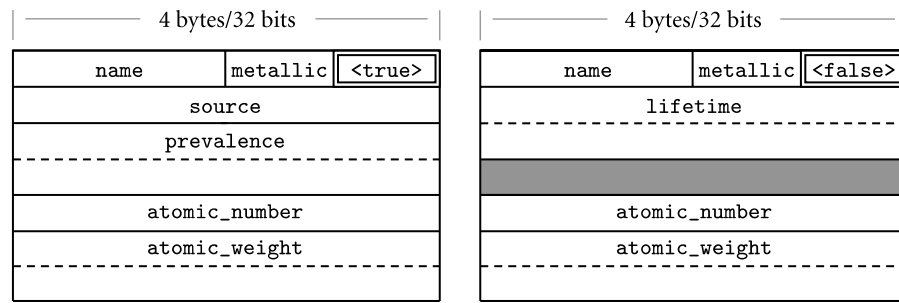 4 bytes/32 bits 4 bytes/32 bits
name metallic <true> name metallic <false>
source lifetime
prevalence
atomic_number atomic_number
atomic_weight atomic_weight